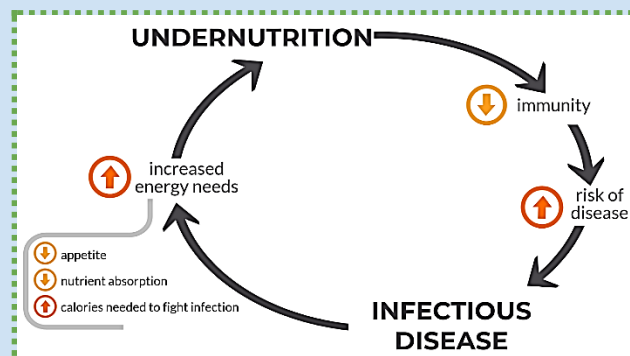 UNDERNUTRITION
immunity
risk of
disease
INFECTIOUS
DISEASE
increased
energy needs
appetite
nutrient absorption
calories needed to fight infection